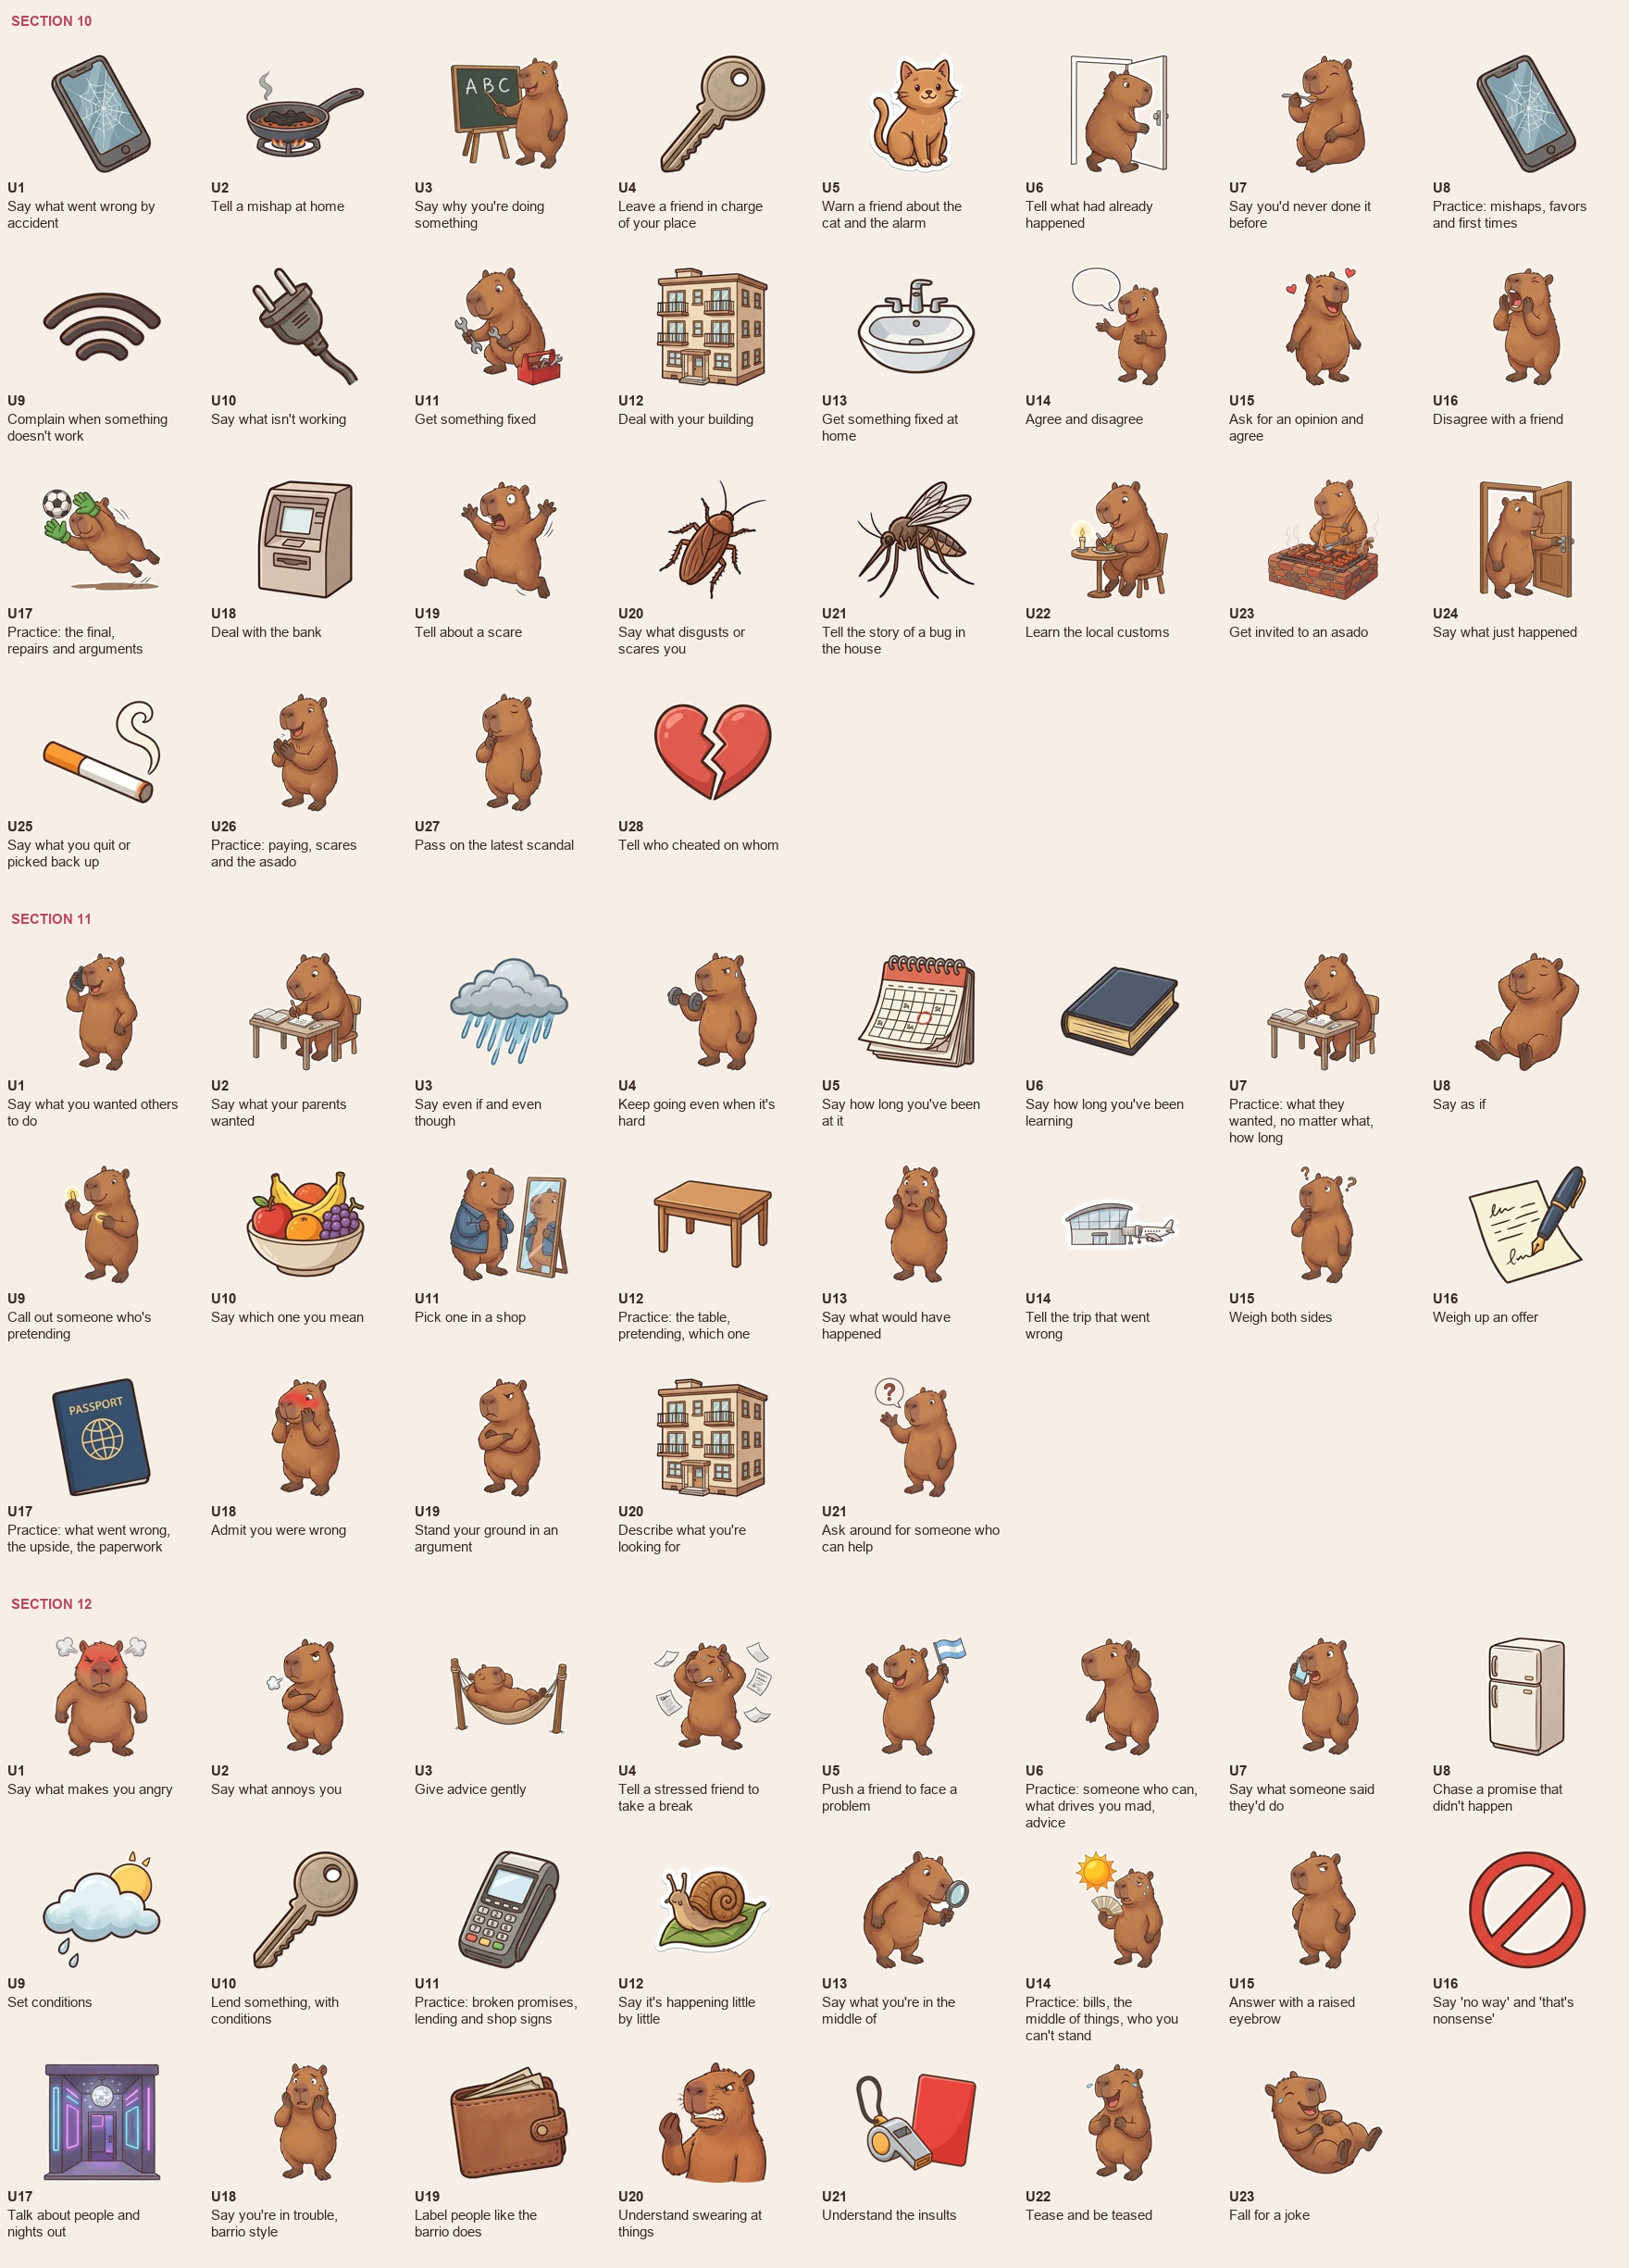 SECTION 10
A B C
U1
Say what went wrong by
accident
U2
Tell a mishap at home
U3
Say why you're doing
something
U4
Leave a friend in charge
of your place
U5
Warn a friend about the
cat and the alarm
U6
Tell what had already
happened
U7
Say you'd never done it
before
U8
Practice: mishaps, favors
and first times
U9
Complain when something
doesn't work
U10
Say what isn't working
U11
Get something fixed
U12
Deal with your building
U13
Get something fixed at
home
U14
Agree and disagree
U15
Ask for an opinion and
agree
U16
Disagree with a friend
U17
Practice: the final,
repairs and arguments
U18
Deal with the bank
U19
Tell about a scare
U20
Say what disgusts or
scares you
U21
Tell the story of a bug in
the house
U22
Learn the local customs
U23
Get invited to an asado
U24
Say what just happened
U25
Say what you quit or
picked back up
U26
Practice: paying, scares
and the asado
U27
Pass on the latest scandal
U28
Tell who cheated on whom
SECTION 11
U1
Say what you wanted others
to do
U2
Say what your parents
wanted
U3
Say even if and even
though
U4
Keep going even when it's
hard
U5
Say how long you've been
at it
U6
Say how long you've been
learning
U7
Practice: what they
wanted, no matter what,
how long
U8
Say as if
U9
Call out someone who's
pretending
U10
Say which one you mean
U11
Pick one in a shop
U12
Practice: the table,
pretending, which one
U13
Say what would have
happened
U14
Tell the trip that went
wrong
? ?
U15
Weigh both sides
U16
Weigh up an offer
PASSPORT
U17
Practice: what went wrong,
the upside, the paperwork
U18
Admit you were wrong
U19
Stand your ground in an
argument
U20
Describe what you're
looking for
?
U21
Ask around for someone who
can help
SECTION 12
U1
Say what makes you angry
U2
Say what annoys you
U3
Give advice gently
U4
Tell a stressed friend to
take a break
U5
Push a friend to face a
problem
U6
Practice: someone who can,
what drives you mad,
advice
U7
Say what someone said
they'd do
U8
Chase a promise that
didn't happen
U9
Set conditions
U10
Lend something, with
conditions
U11
Practice: broken promises,
lending and shop signs
U12
Say it's happening little
by little
U13
Say what you're in the
middle of
U14
Practice: bills, the
middle of things, who you
can't stand
U15
Answer with a raised
eyebrow
U16
Say 'no way' and 'that's
nonsense'
U17
Talk about people and
nights out
U18
Say you're in trouble,
barrio style
U19
Label people like the
barrio does
U20
Understand swearing at
things
U21
Understand the insults
U22
Tease and be teased
U23
Fall for a joke